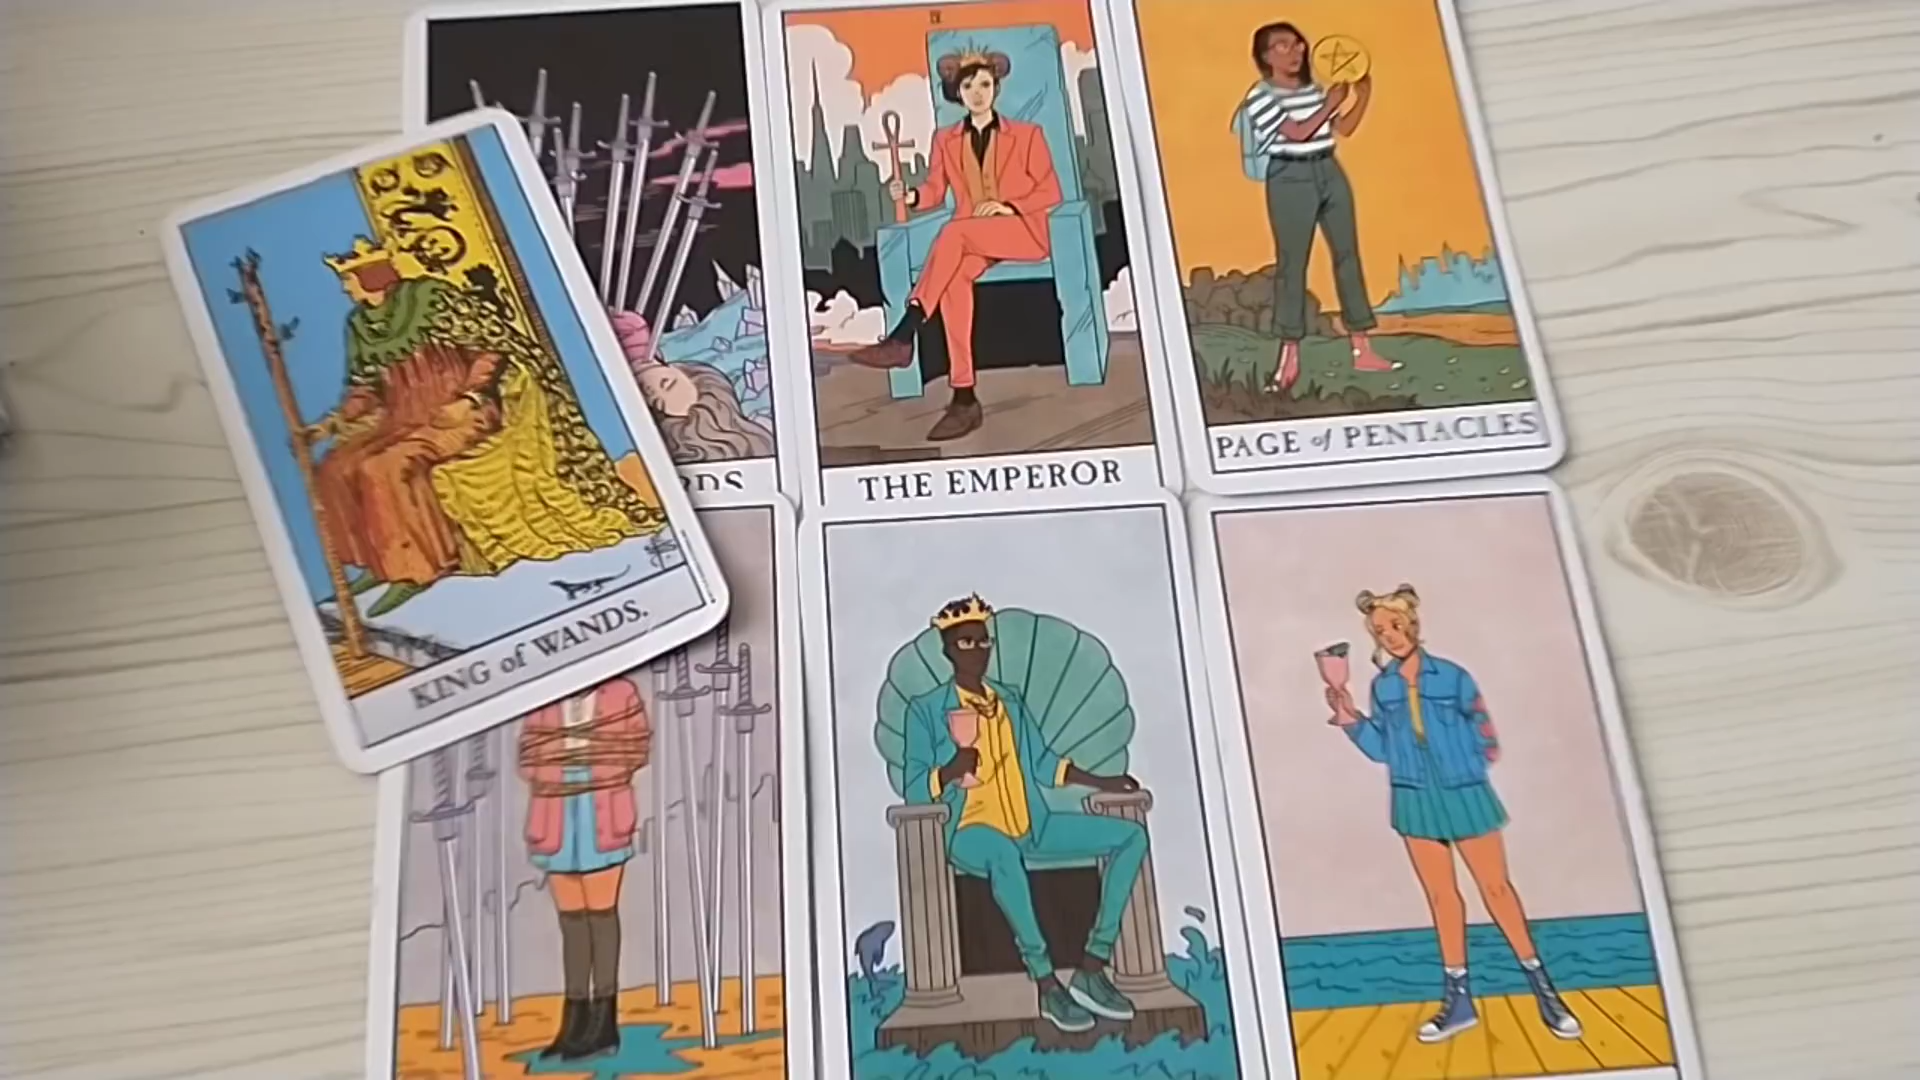 THE EMPEROR
PAGE of PENTACLES
KING of WANDS.